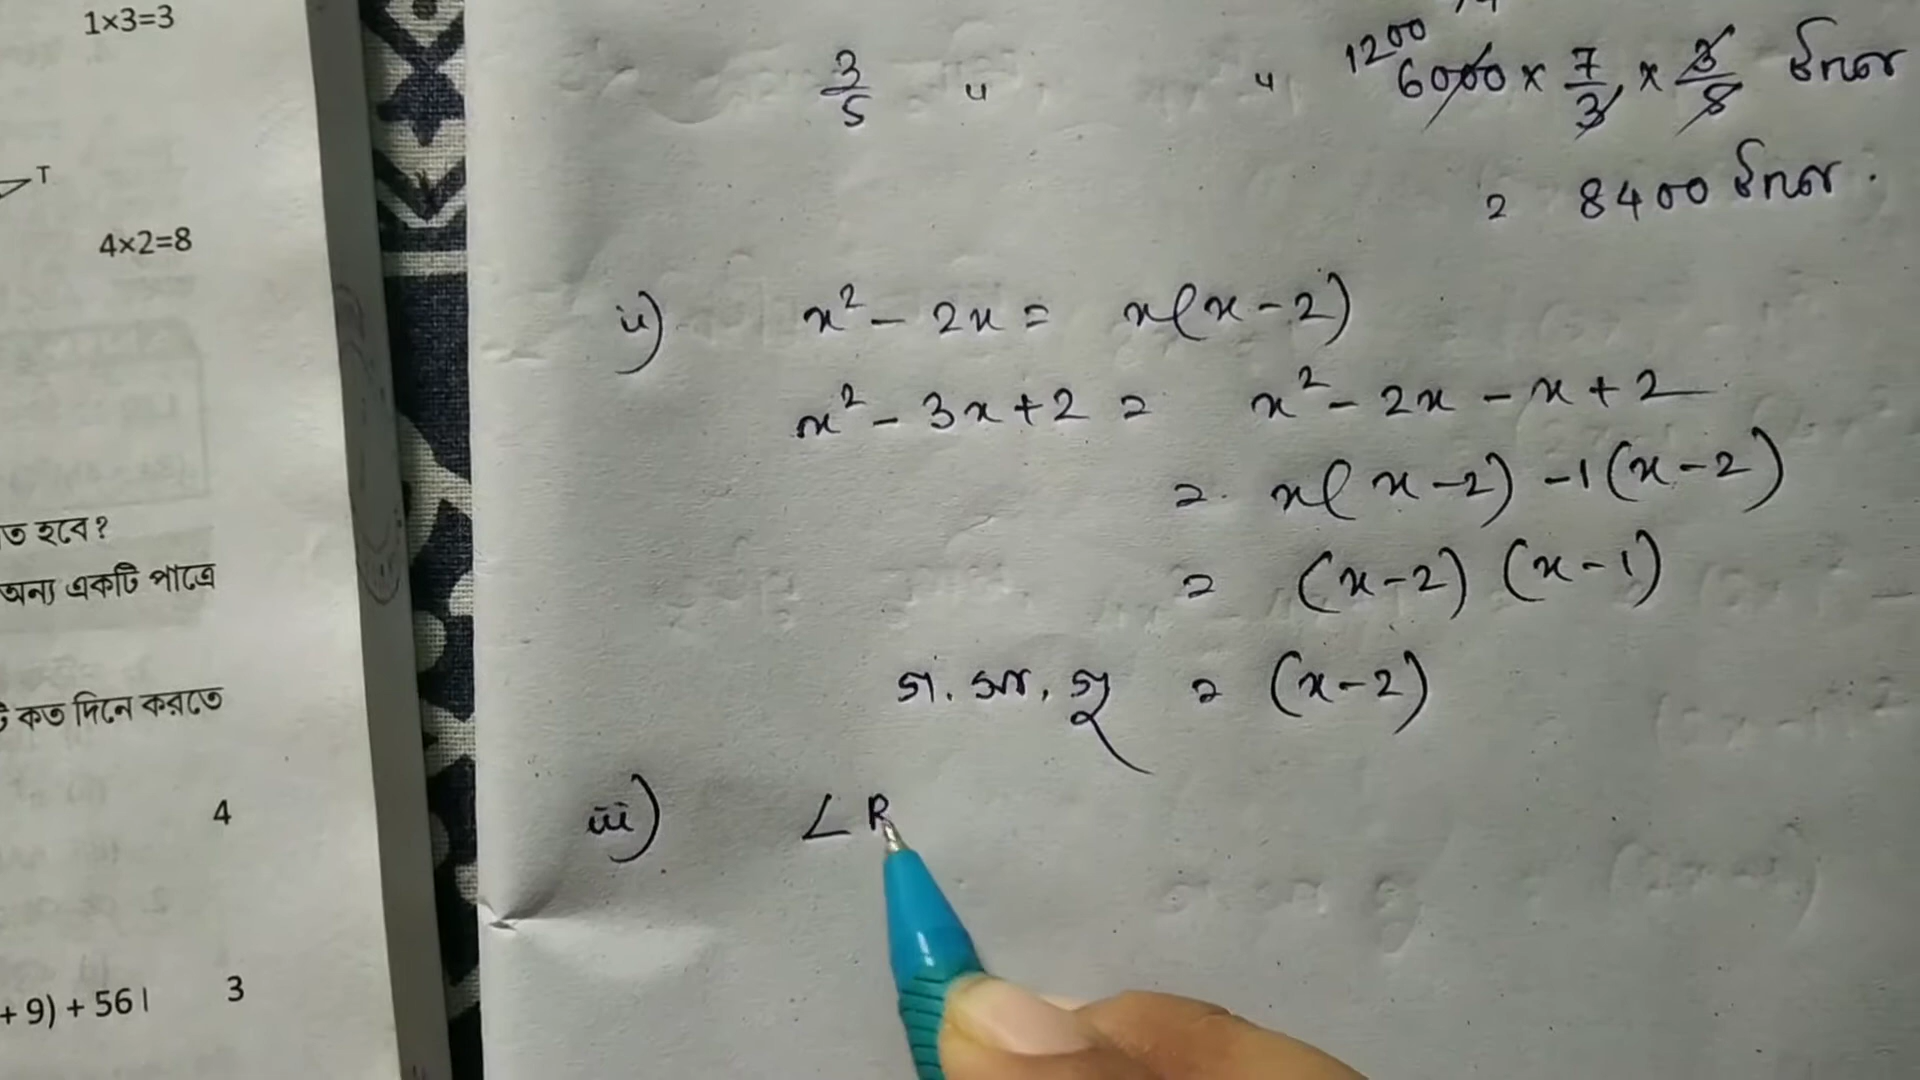 1×3=3
T
4×2=8
ত হবে?
অন্য একটি পাত্রে
কত দিনে করতে
4
+ 9) + 56।
3
1200
3/5 " " 6000 × 7/3 × 3/8
= 8400
ii) x² - 2x = x(x-2)
x² - 3x + 2 = x² - 2x - x + 2
= x(x-2) -1(x-2)
= (x-2) (x-1)
গ. সা. গু = (x-2)
iii) ∠R